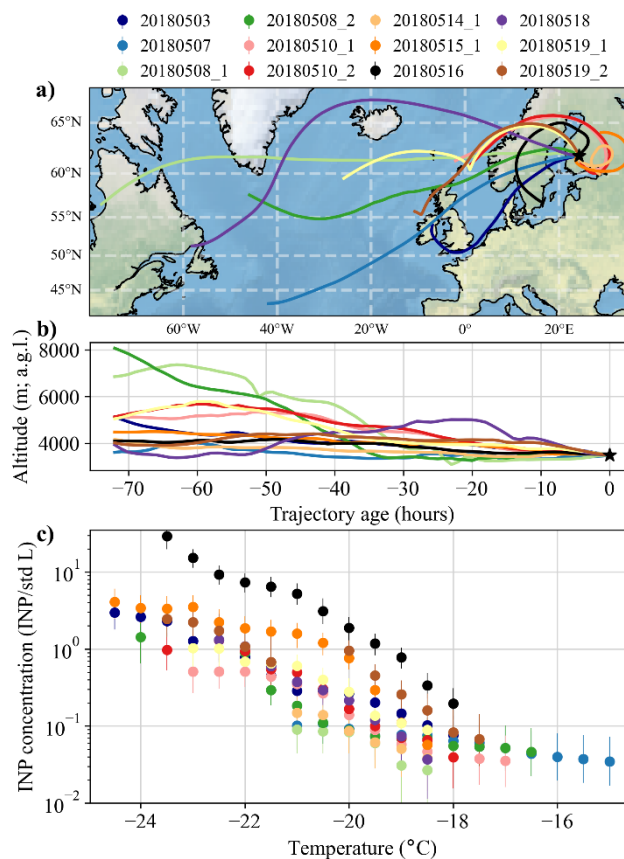 20180503 20180508_2 20180514_1 20180518
20180507 20180510_1 20180515_1 20180519_1
20180508_1 20180510_2 20180516 20180519_2
a)
65°N
60°N
55°N
50°N
45°N
60°W 40°W 20°W 0° 20°E
b)
8000
6000
4000
Altitude (m; a.g.l.)
−70 −60 −50 −40 −30 −20 −10 0
Trajectory age (hours)
c)
10¹
10⁰
10⁻¹
10⁻²
INP concentration (INP/std L)
−24 −22 −20 −18 −16
Temperature (°C)